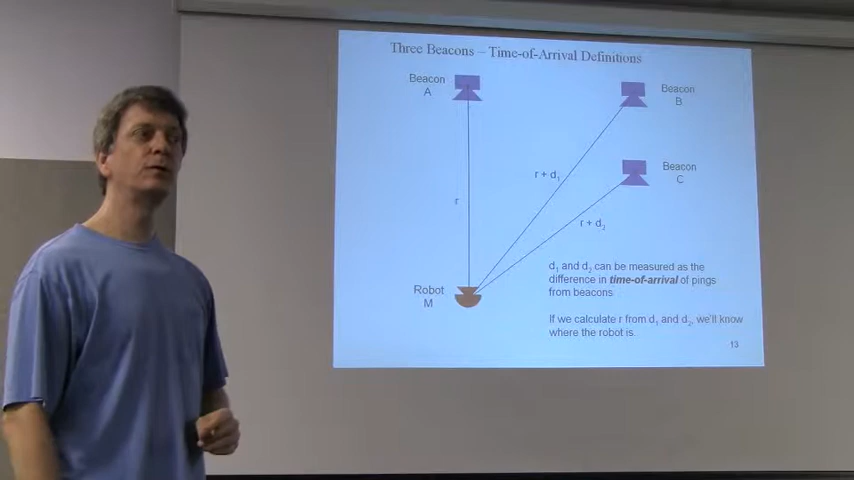 Three Beacons – Time-of-Arrival Definitions
Beacon
A
Beacon
B
Beacon
C
r + d1
r
r + d2
d1 and d2 can be measured as the
difference in time-of-arrival of pings
from beacons
Robot
M
If we calculate r from d1 and d2, we'll know
where the robot is.
13